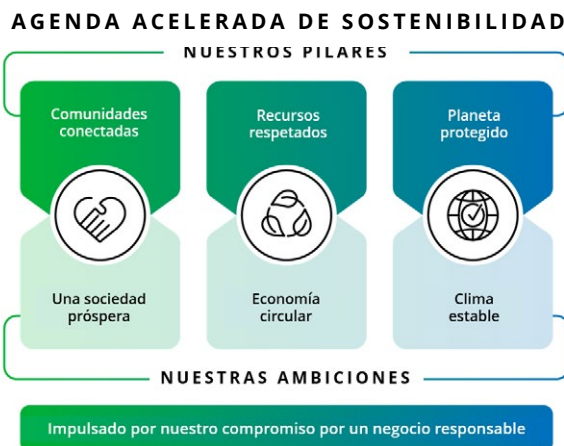 AGENDA ACELERADA DE SOSTENIBILIDAD
NUESTROS PILARES
Comunidades
conectadas
Recursos
respetados
Planeta
protegido
Una sociedad
próspera
Economía
circular
Clima
estable
NUESTRAS AMBICIONES
Impulsado por nuestro compromiso por un negocio responsable